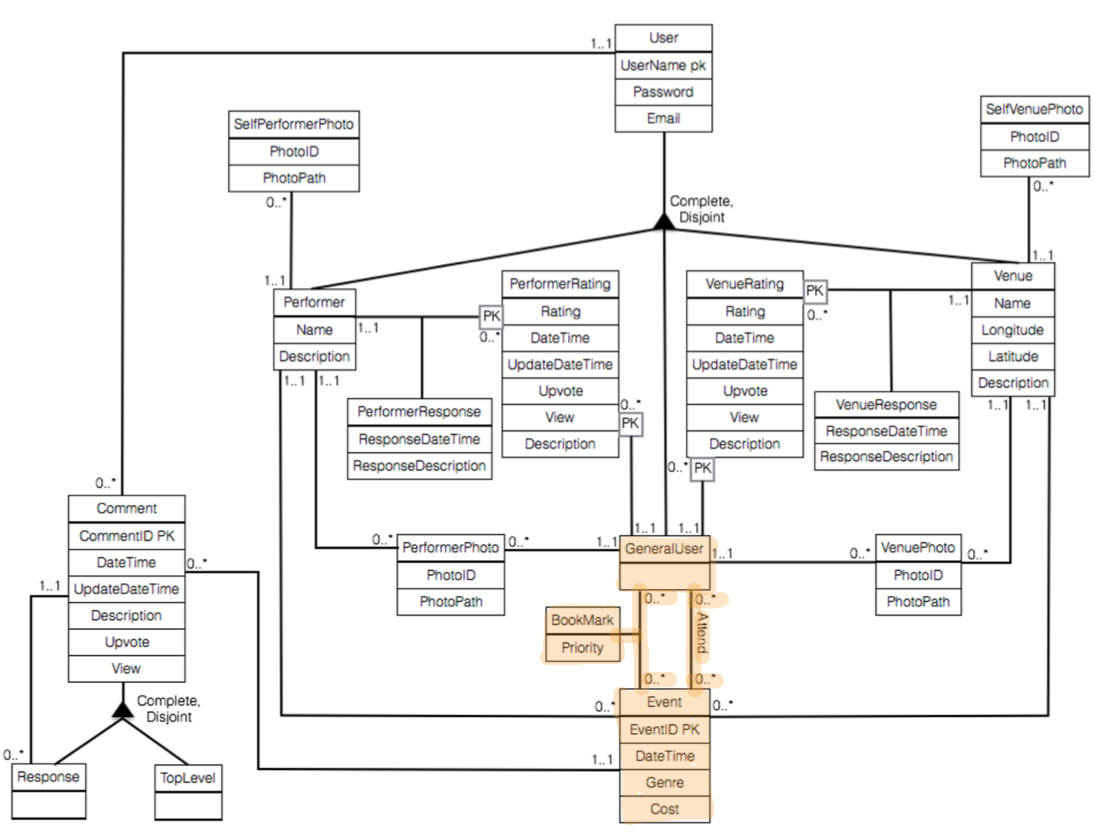 User
UserName pk
Password
Email
1..1
SelfPerformerPhoto
PhotoID
PhotoPath
0..*
SelfVenuePhoto
PhotoID
PhotoPath
0..*
Complete,
Disjoint
1..1
Performer
Name
Description
1..1
1..1
1..1
PK
0..*
PerformerRating
Rating
DateTime
UpdateDateTime
Upvote
View
Description
0..*
PK
VenueRating
Rating
DateTime
UpdateDateTime
Upvote
View
Description
PK
0..*
0..*
PK
1..1
1..1
Venue
Name
Longitude
Latitude
Description
1..1
1..1
PerformerResponse
ResponseDateTime
ResponseDescription
VenueResponse
ResponseDateTime
ResponseDescription
0..*
Comment
CommentID PK
DateTime
UpdateDateTime
Description
Upvote
View
0..*
1..1
Complete,
Disjoint
0..*
Response
TopLevel
0..*
PerformerPhoto
PhotoID
PhotoPath
0..*
1..1
1..1
1..1
GeneralUser
1..1
0..*
VenuePhoto
PhotoID
PhotoPath
0..*
0..*
0..*
BookMark
Priority
Attend
0..*
0..*
0..*
Event
EventID PK
DateTime
Genre
Cost
0..*
1..1